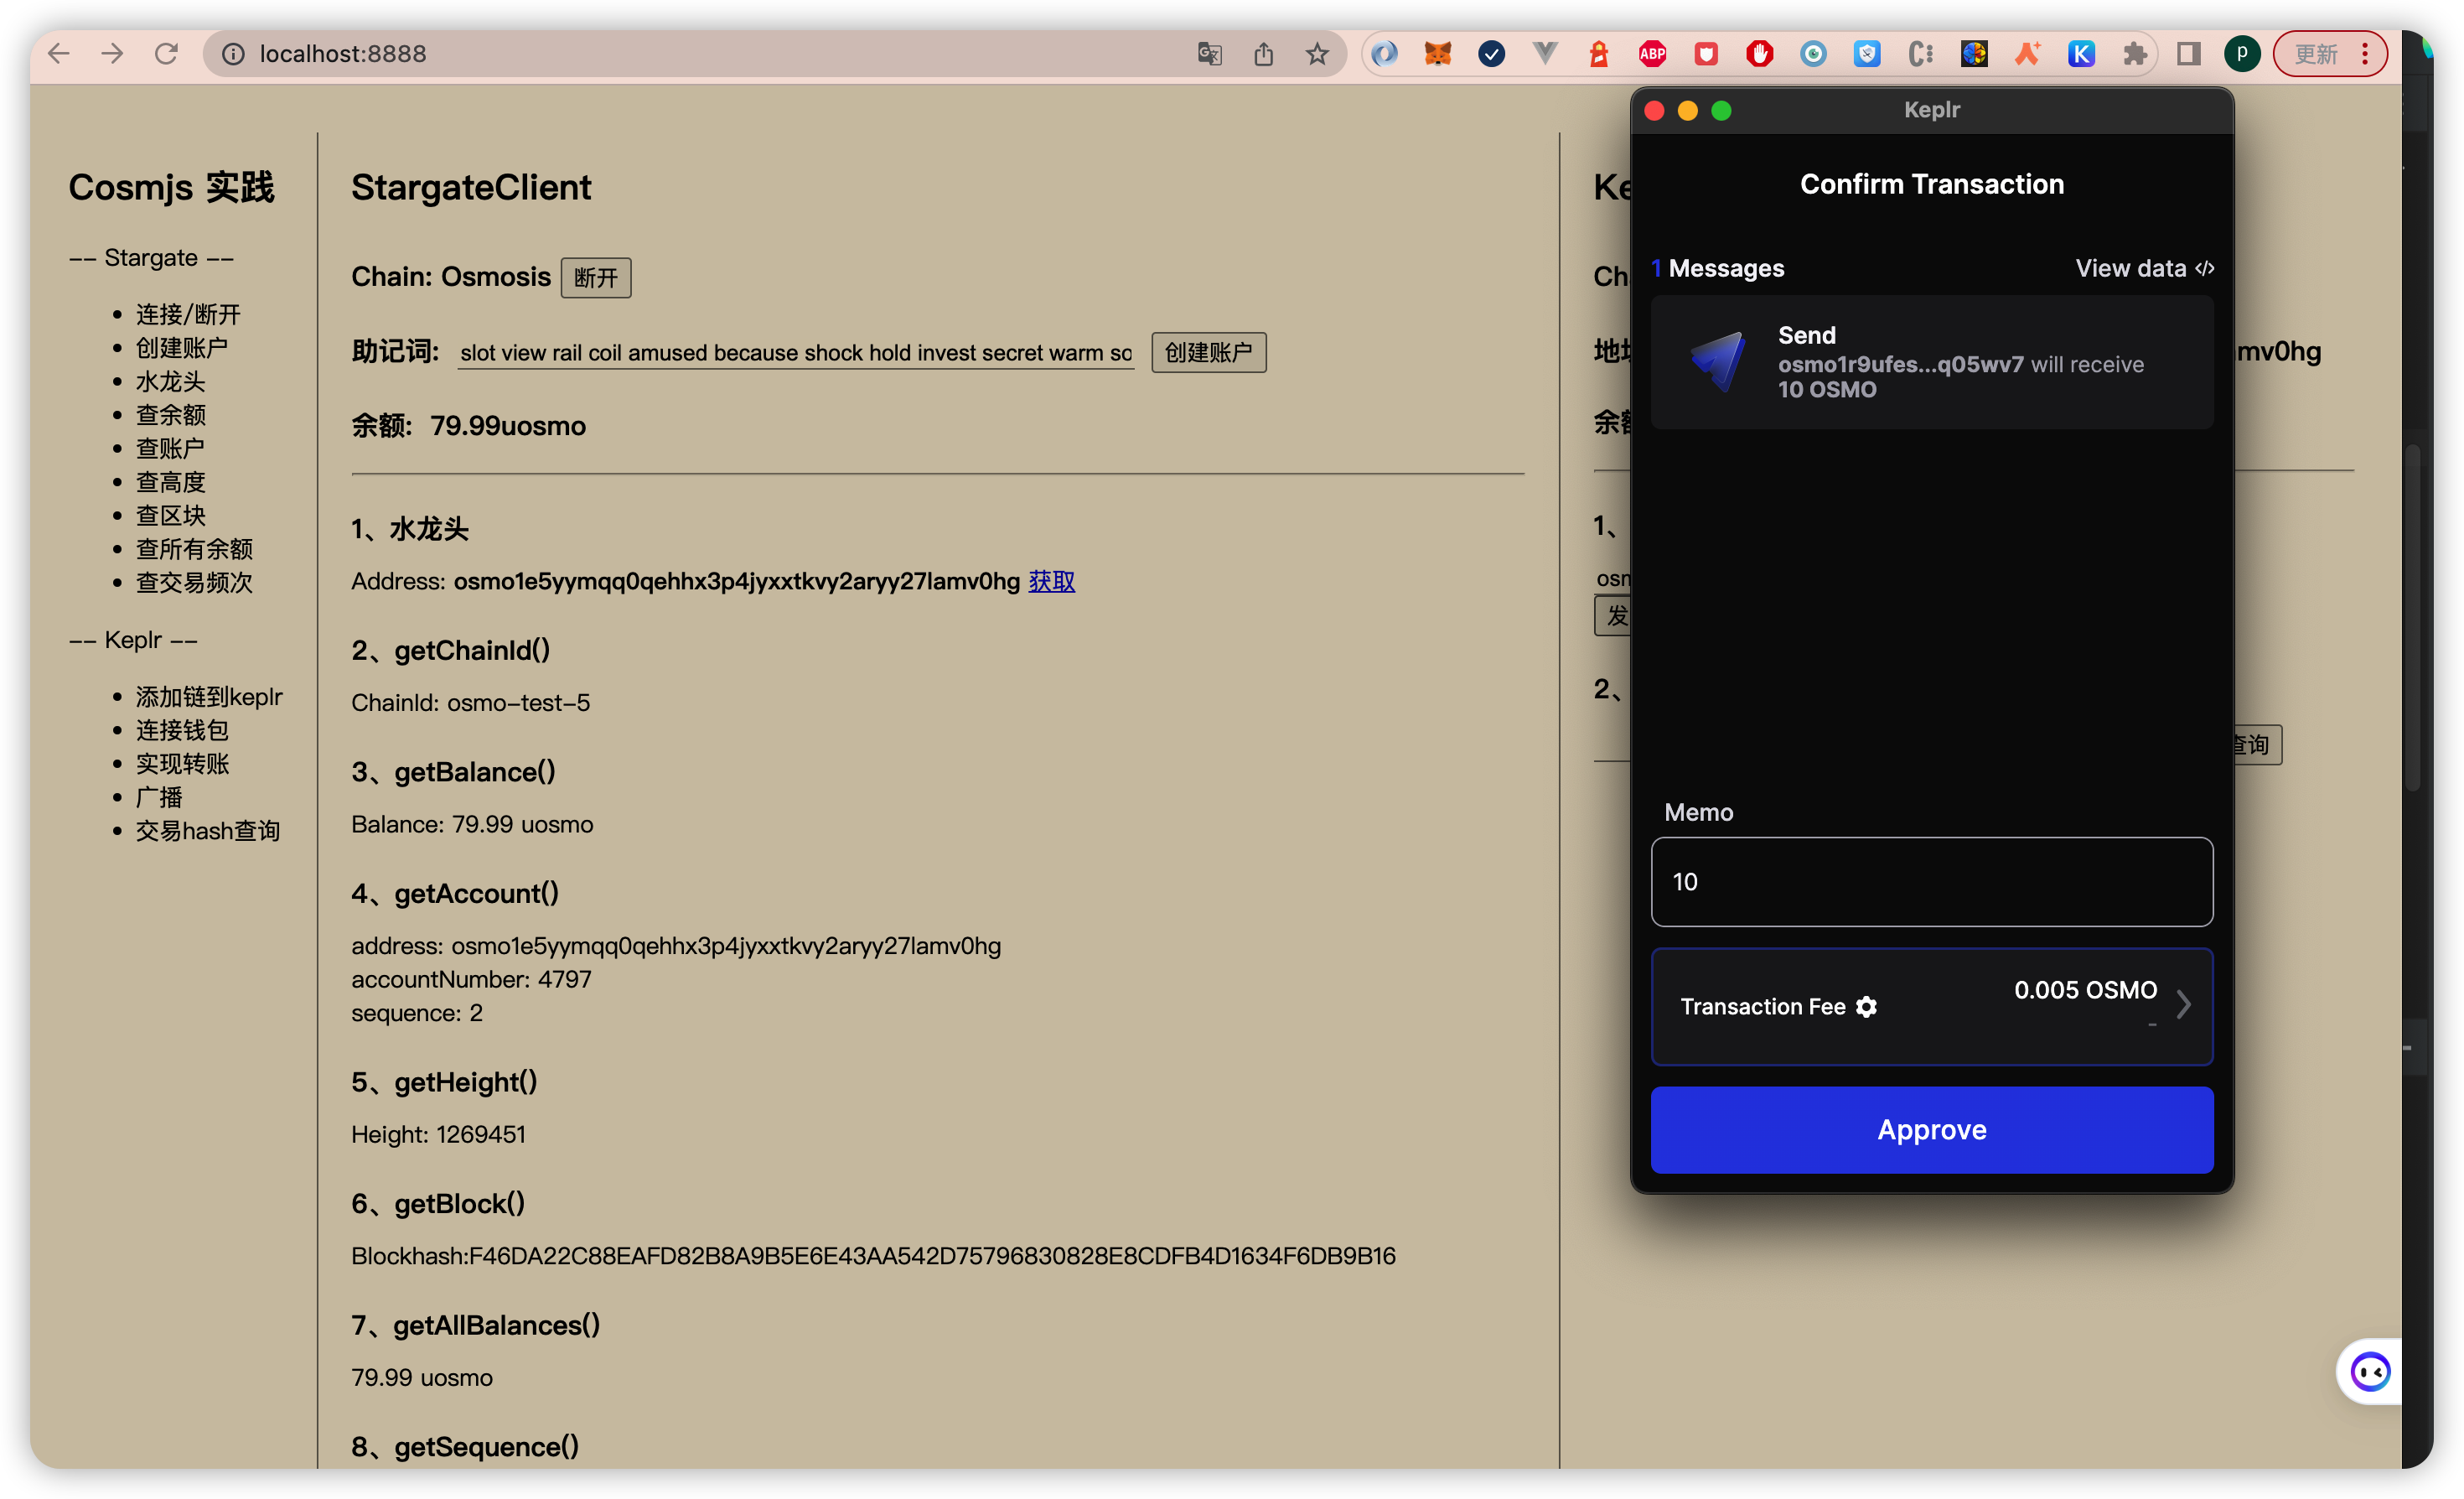 localhost:8888
ABP
K
p
更新
Cosmjs 实践
–– Stargate ––
连接/断开
创建账户
水龙头
查余额
查账户
查高度
查区块
查所有余额
查交易频次
–– Keplr ––
添加链到keplr
连接钱包
实现转账
广播
交易hash查询
StargateClient
Chain: Osmosis 断开
助记词: slot view rail coil amused because shock hold invest secret warm sc 创建账户
余额: 79.99uosmo
1、水龙头
Address: osmo1e5yymqq0qehhx3p4jyxxtkvy2aryy27lamv0hg 获取
2、getChainId()
ChainId: osmo-test-5
3、getBalance()
Balance: 79.99 uosmo
4、getAccount()
address: osmo1e5yymqq0qehhx3p4jyxxtkvy2aryy27lamv0hg
accountNumber: 4797
sequence: 2
5、getHeight()
Height: 1269451
6、getBlock()
Blockhash:F46DA22C88EAFD82B8A9B5E6E43AA542D75796830828E8CDFB4D1634F6DB9B16
7、getAllBalances()
79.99 uosmo
8、getSequence()
Ke
Ch
地址
mv0hg
余额
1、
osm
发
2、
查询
Keplr
Confirm Transaction
1 Messages
View data </>
Send
osmo1r9ufes...q05wv7 will receive
10 OSMO
Memo
10
Transaction Fee
0.005 OSMO
-
Approve